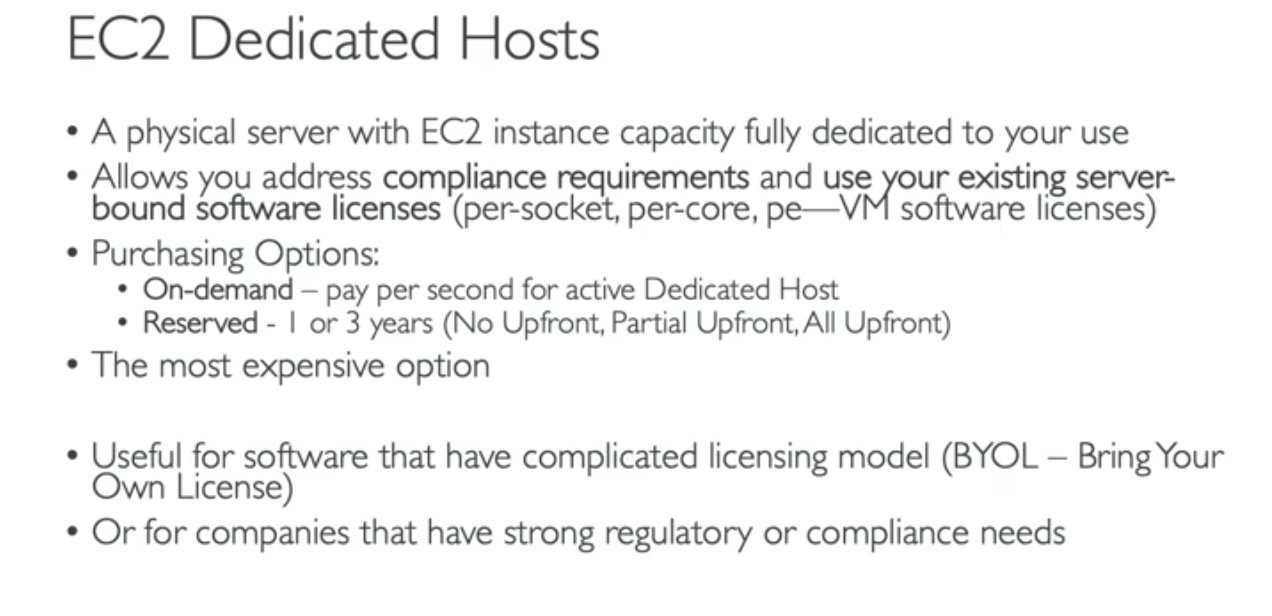 EC2 Dedicated Hosts
• A physical server with EC2 instance capacity fully dedicated to your use
• Allows you address compliance requirements and use your existing server-
bound software licenses (per-socket, per-core, pe—VM software licenses)
• Purchasing Options:
• On-demand – pay per second for active Dedicated Host
• Reserved - 1 or 3 years (No Upfront, Partial Upfront, All Upfront)
• The most expensive option
• Useful for software that have complicated licensing model (BYOL – Bring Your
Own License)
• Or for companies that have strong regulatory or compliance needs